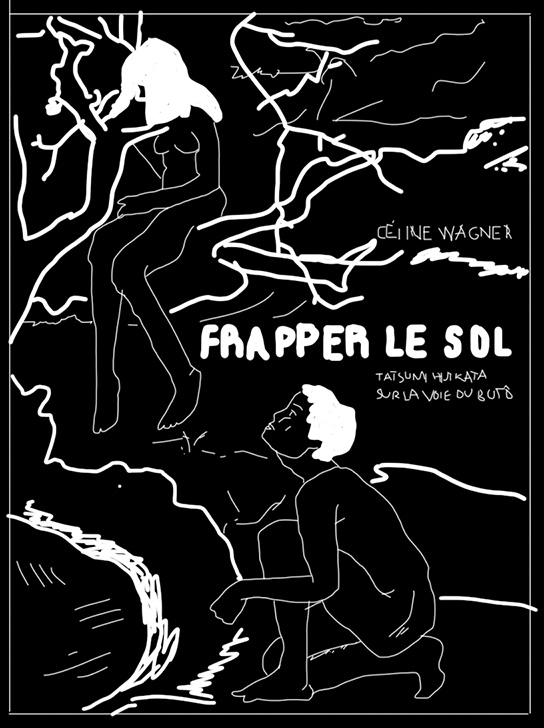 CÉLINE WAGNER
FRAPPER LE SOL
TATSUMI HIJIKATA
SUR LA VOIE DU BUTÔ